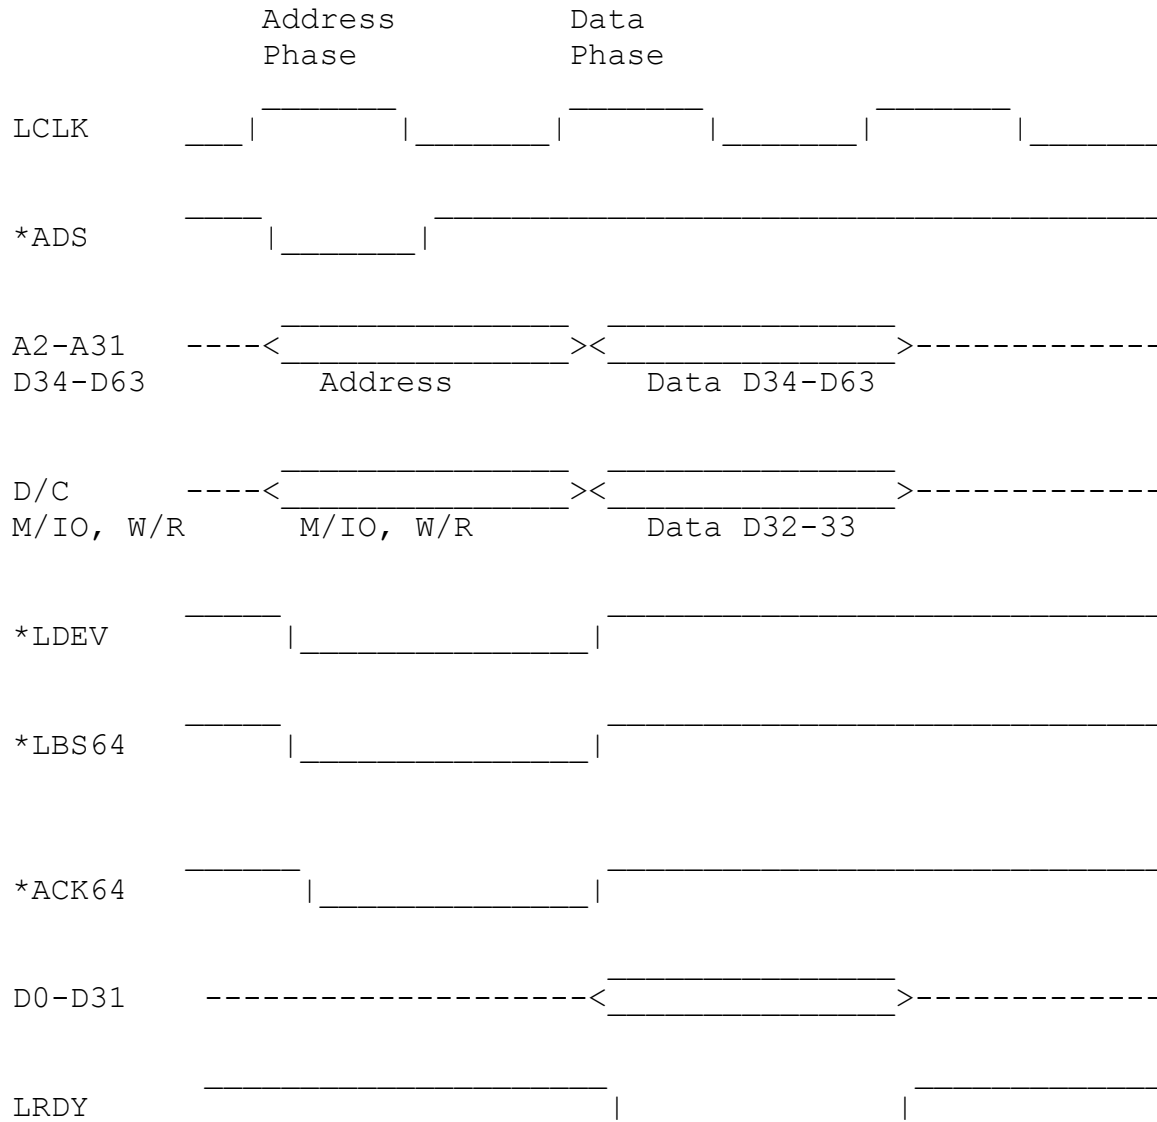 Address Data
Phase Phase
LCLK
*ADS
A2-A31
D34-D63 Address Data D34-D63
D/C
M/IO, W/R M/IO, W/R Data D32-33
*LDEV
*LBS64
*ACK64
D0-D31
LRDY